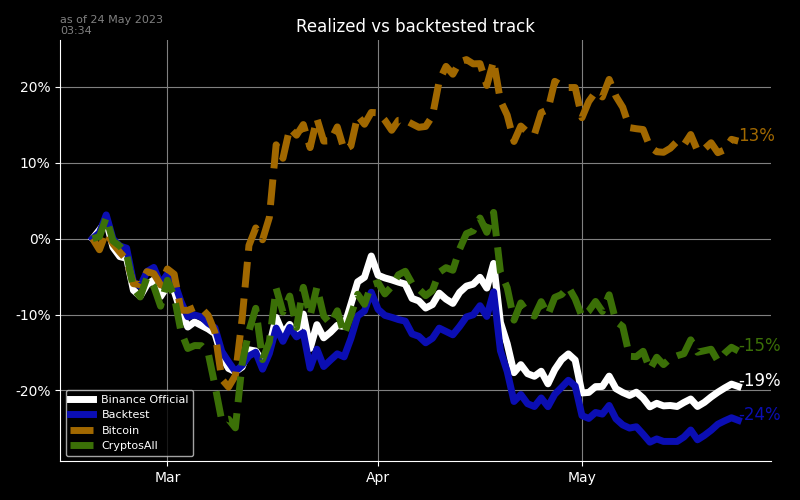 as of 24 May 2023
03:34
Realized vs backtested track
20%
10%
0%
-10%
-20%
13%
-15%
-19%
-24%
Binance Official
Backtest
Bitcoin
CryptosAll
Mar
Apr
May